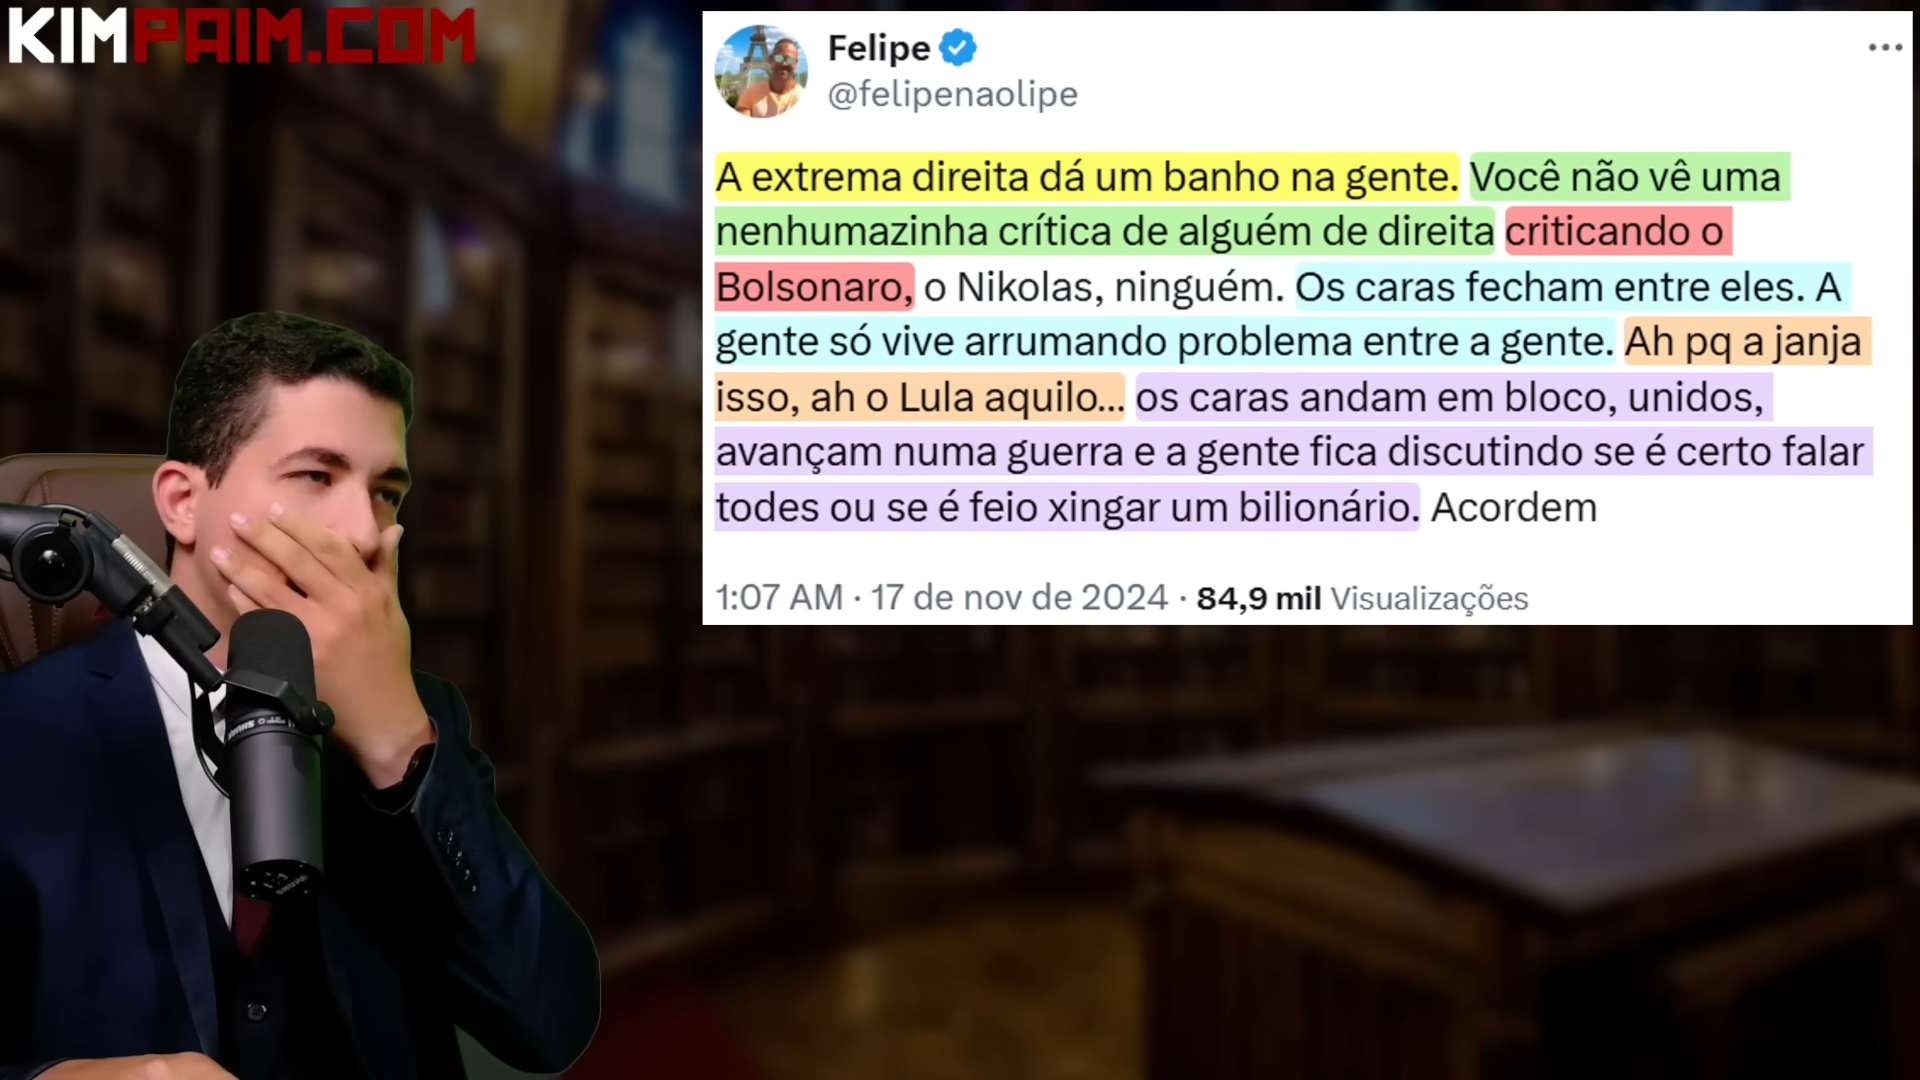 KIMPAIM.COM
Felipe
@felipenaolipe
A extrema direita dá um banho na gente. Você não vê uma
nenhumazinha crítica de alguém de direita criticando o
Bolsonaro, o Nikolas, ninguém. Os caras fecham entre eles. A
gente só vive arrumando problema entre a gente. Ah pq a janja
isso, ah o Lula aquilo... os caras andam em bloco, unidos,
avançam numa guerra e a gente fica discutindo se é certo falar
todes ou se é feio xingar um bilionário. Acordem
1:07 AM · 17 de nov de 2024 · 84,9 mil Visualizações